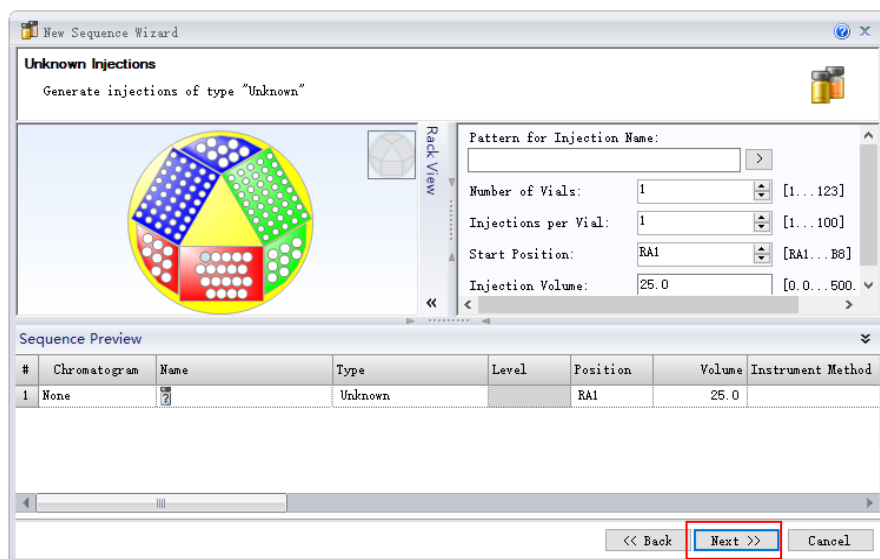 New Sequence Wizard
Unknown Injections
Generate injections of type "Unknown"
Rack View
«
Pattern for Injection Name:
>
Number of Vials: 1 [1...123]
Injections per Vial: 1 [1...100]
Start Position: RA1 [RA1...B8]
Injection Volume: 25.0 [0.0...500.
Sequence Preview
# Chromatogram Name Type Level Position Volume Instrument Method
1 None ? Unknown RA1 25.0
<< Back Next >> Cancel